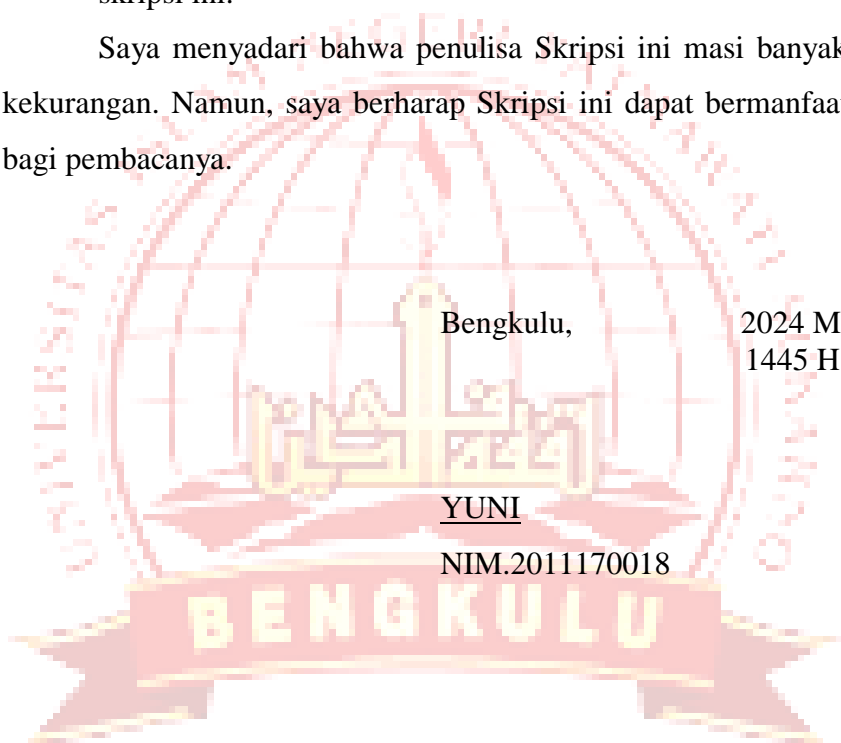 skripsi ini.
Saya menyadari bahwa penulisa Skripsi ini masi banyak
kekurangan. Namun, saya berharap Skripsi ini dapat bermanfaat
bagi pembacanya.
Bengkulu, 2024 M
1445 H
YUNI
NIM.2011170018
BENGKULU